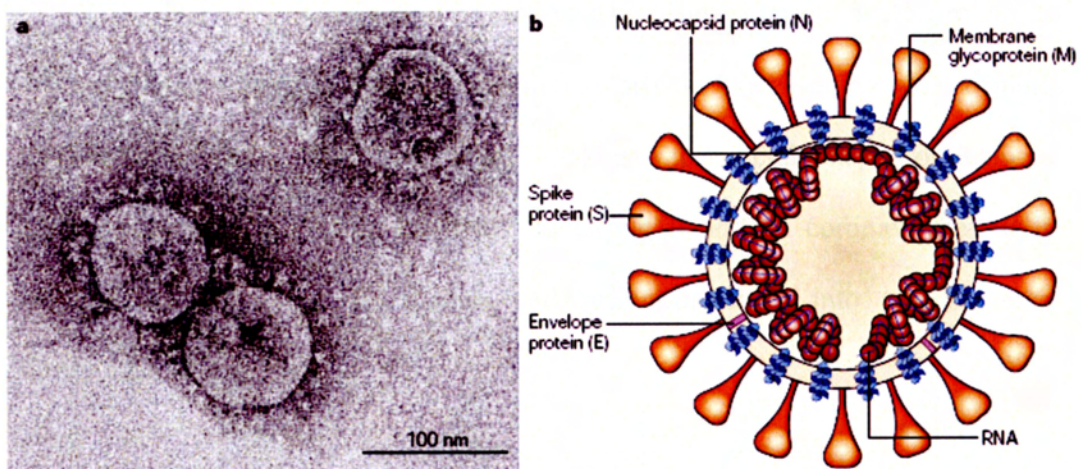 a
100 nm
b
Nucleocapsid protein (N)
Membrane
glycoprotein (M)
Spike
protein (S)
Envelope
protein (E)
RNA